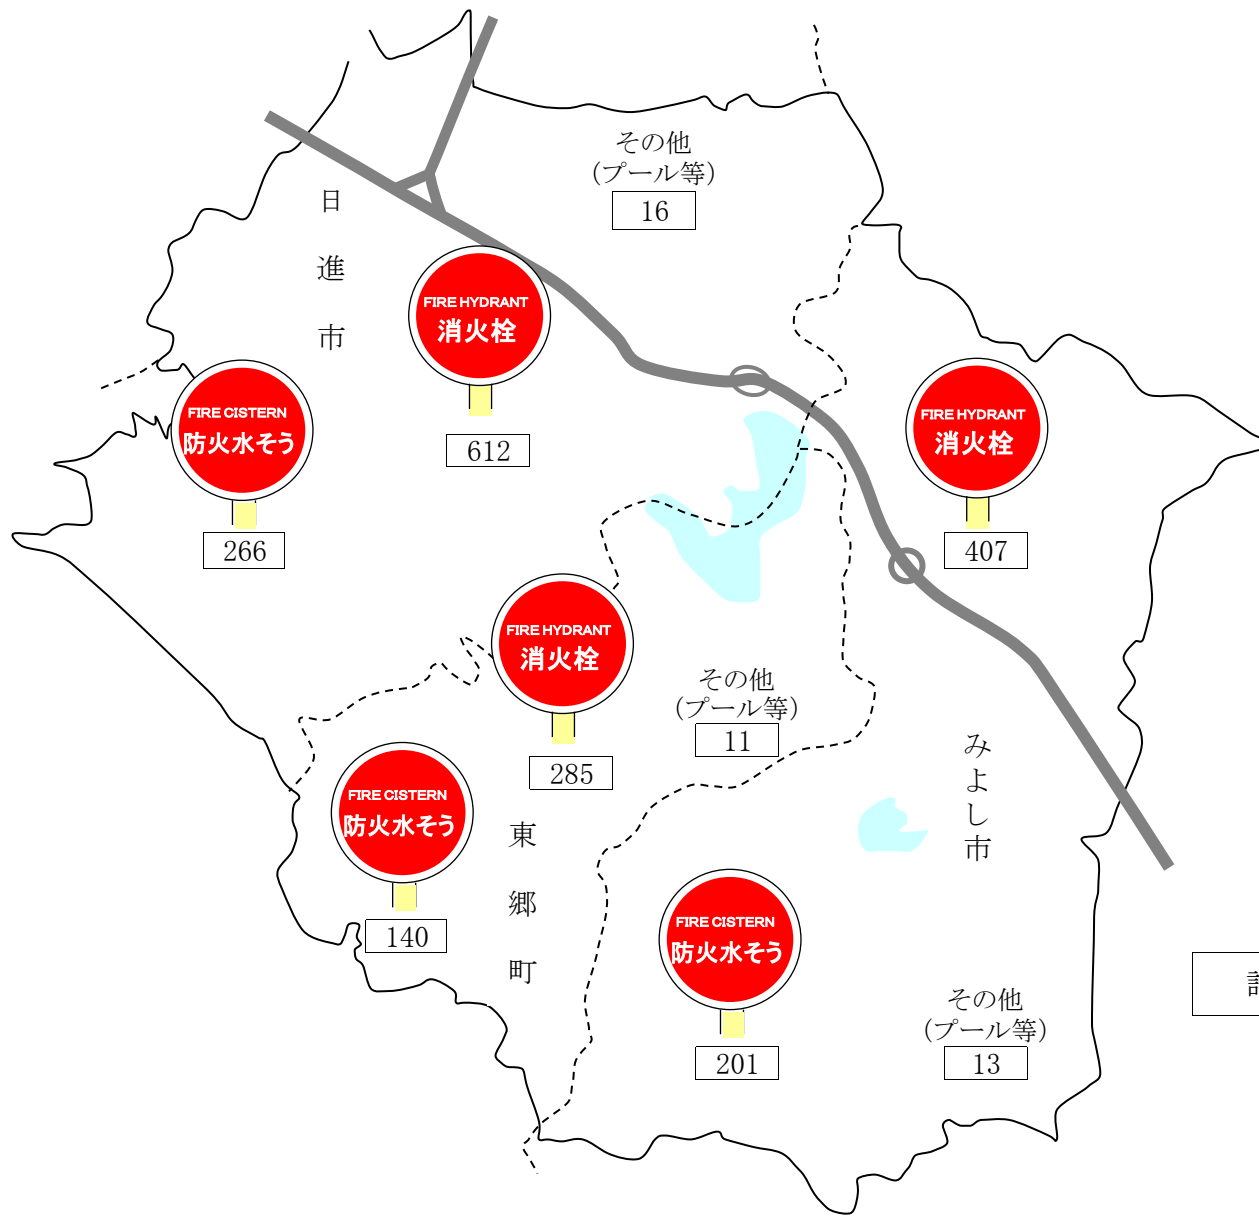 その他
(プール等)
16
日
進
市
FIRE HYDRANT
消火栓
612
FIRE CISTERN
防火水そう
266
FIRE HYDRANT
消火栓
407
FIRE HYDRANT
消火栓
285
その他
(プール等)
11
FIRE CISTERN
防火水そう
140
東
郷
町
みよし市
FIRE CISTERN
防火水そう
201
その他
(プール等)
13